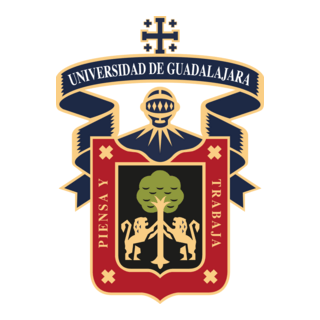 UNIVERSIDAD DE GUADALAJARA
PIENSA Y
TRABAJA